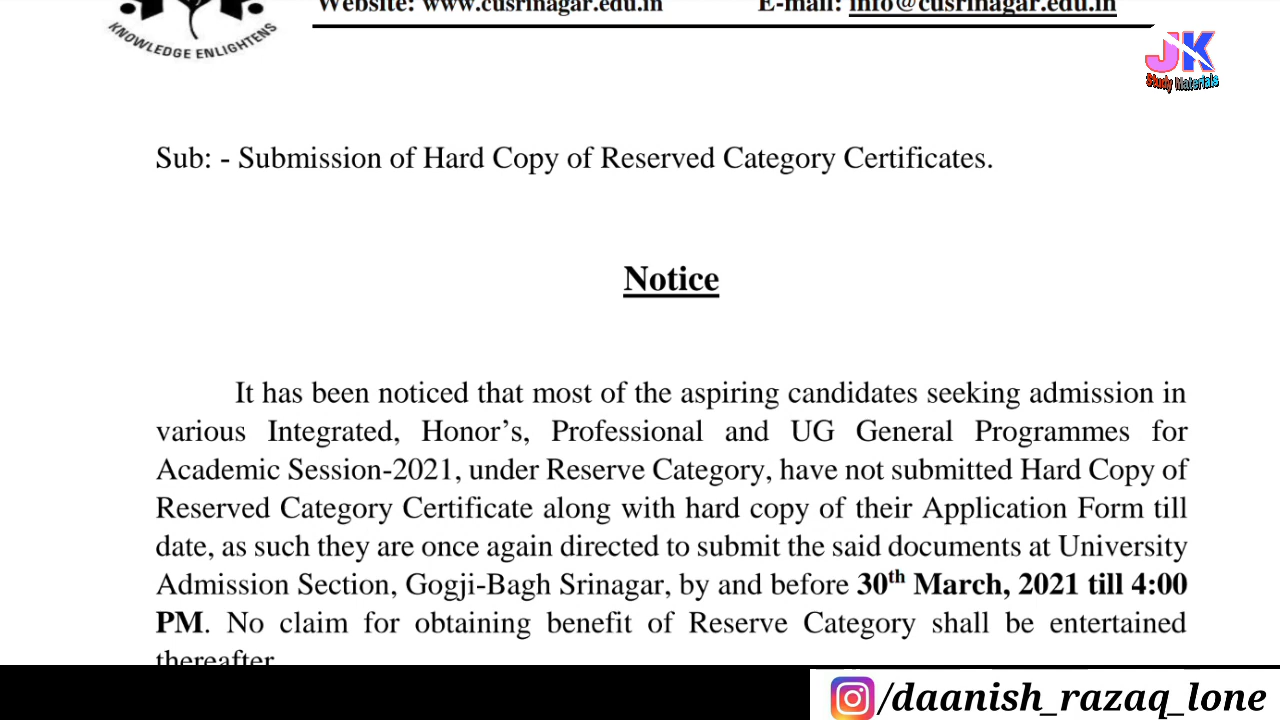 Website: www.cusrinagar.edu.in E-mail: info@cusrinagar.edu.in
KNOWLEDGE ENLIGHTENS
JK
Study Materials
Sub: - Submission of Hard Copy of Reserved Category Certificates.
Notice
It has been noticed that most of the aspiring candidates seeking admission in
various Integrated, Honor’s, Professional and UG General Programmes for
Academic Session-2021, under Reserve Category, have not submitted Hard Copy of
Reserved Category Certificate along with hard copy of their Application Form till
date, as such they are once again directed to submit the said documents at University
Admission Section, Gogji-Bagh Srinagar, by and before 30th March, 2021 till 4:00
PM. No claim for obtaining benefit of Reserve Category shall be entertained
thereafter
/daanish_razaq_lone